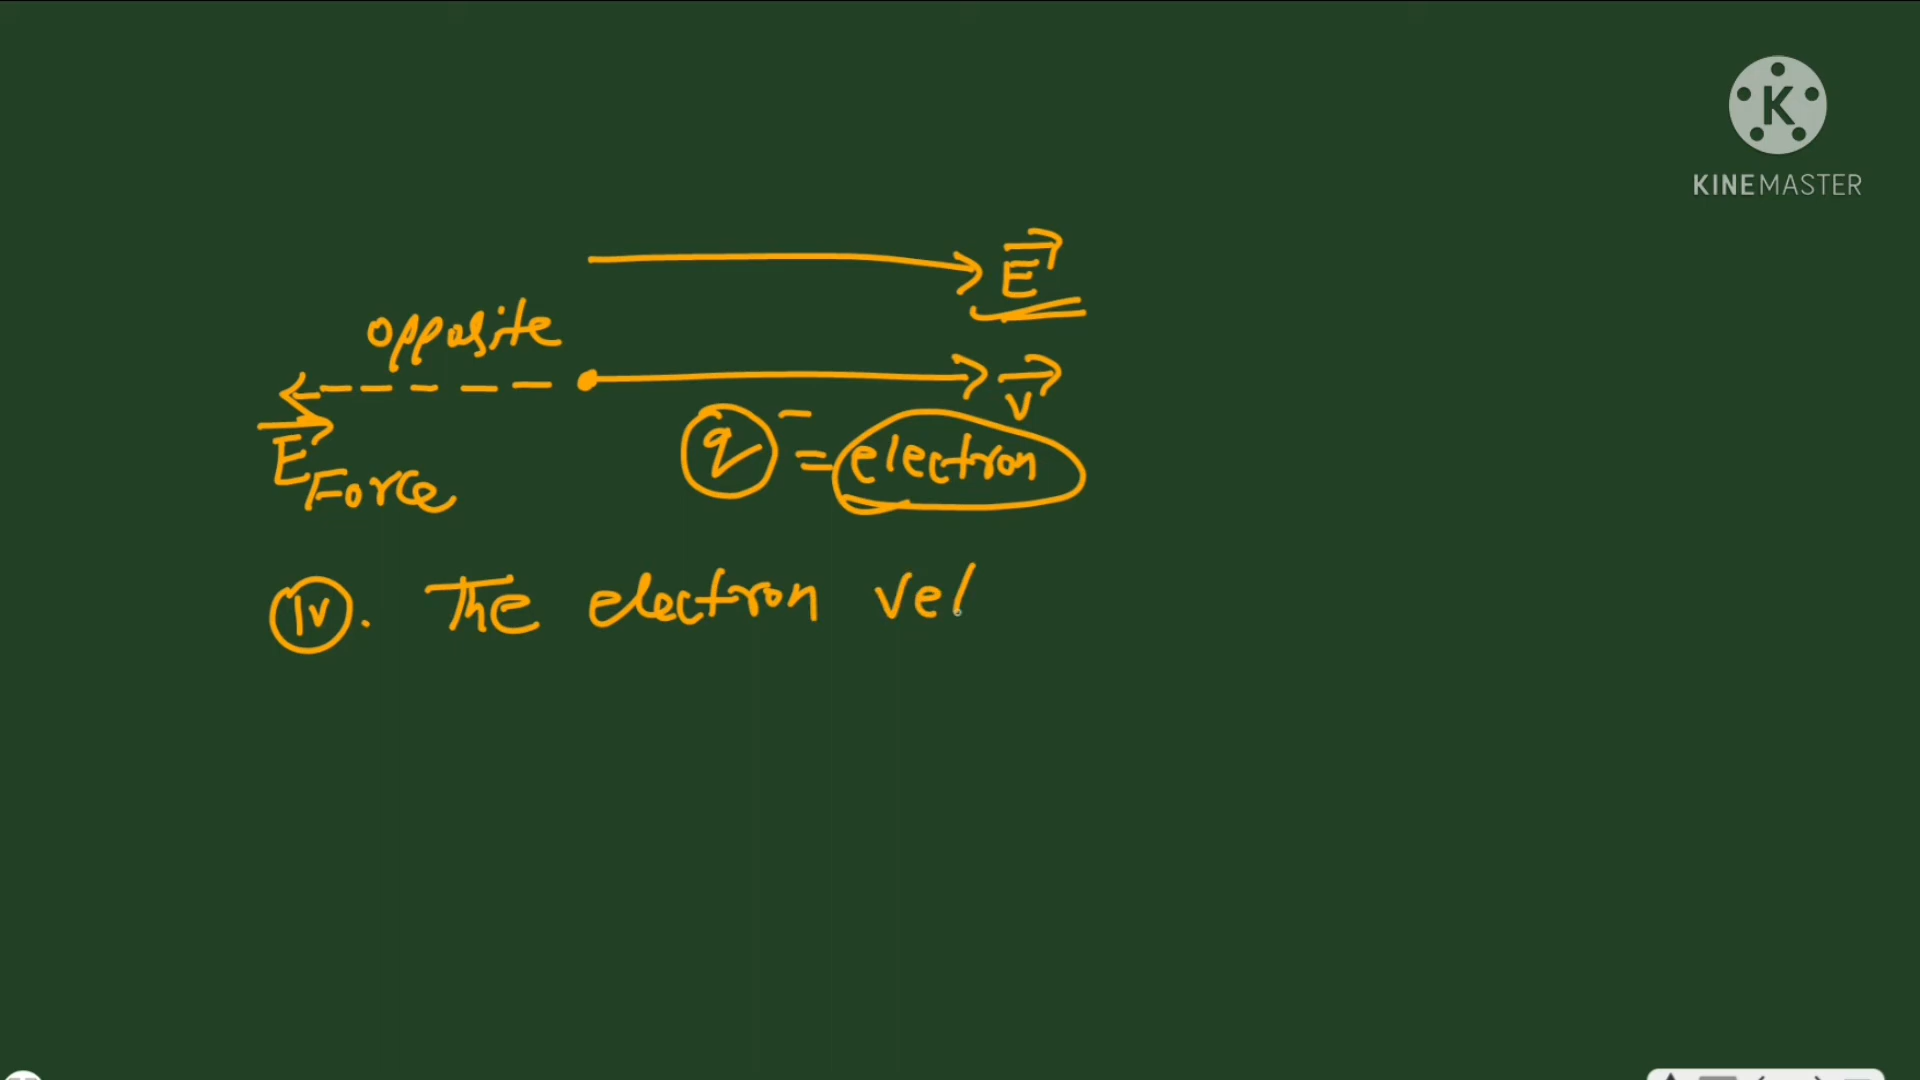 K
KINEMASTER
E
opposite
v
E Force
q⁻ = electron
IV. The electron vel